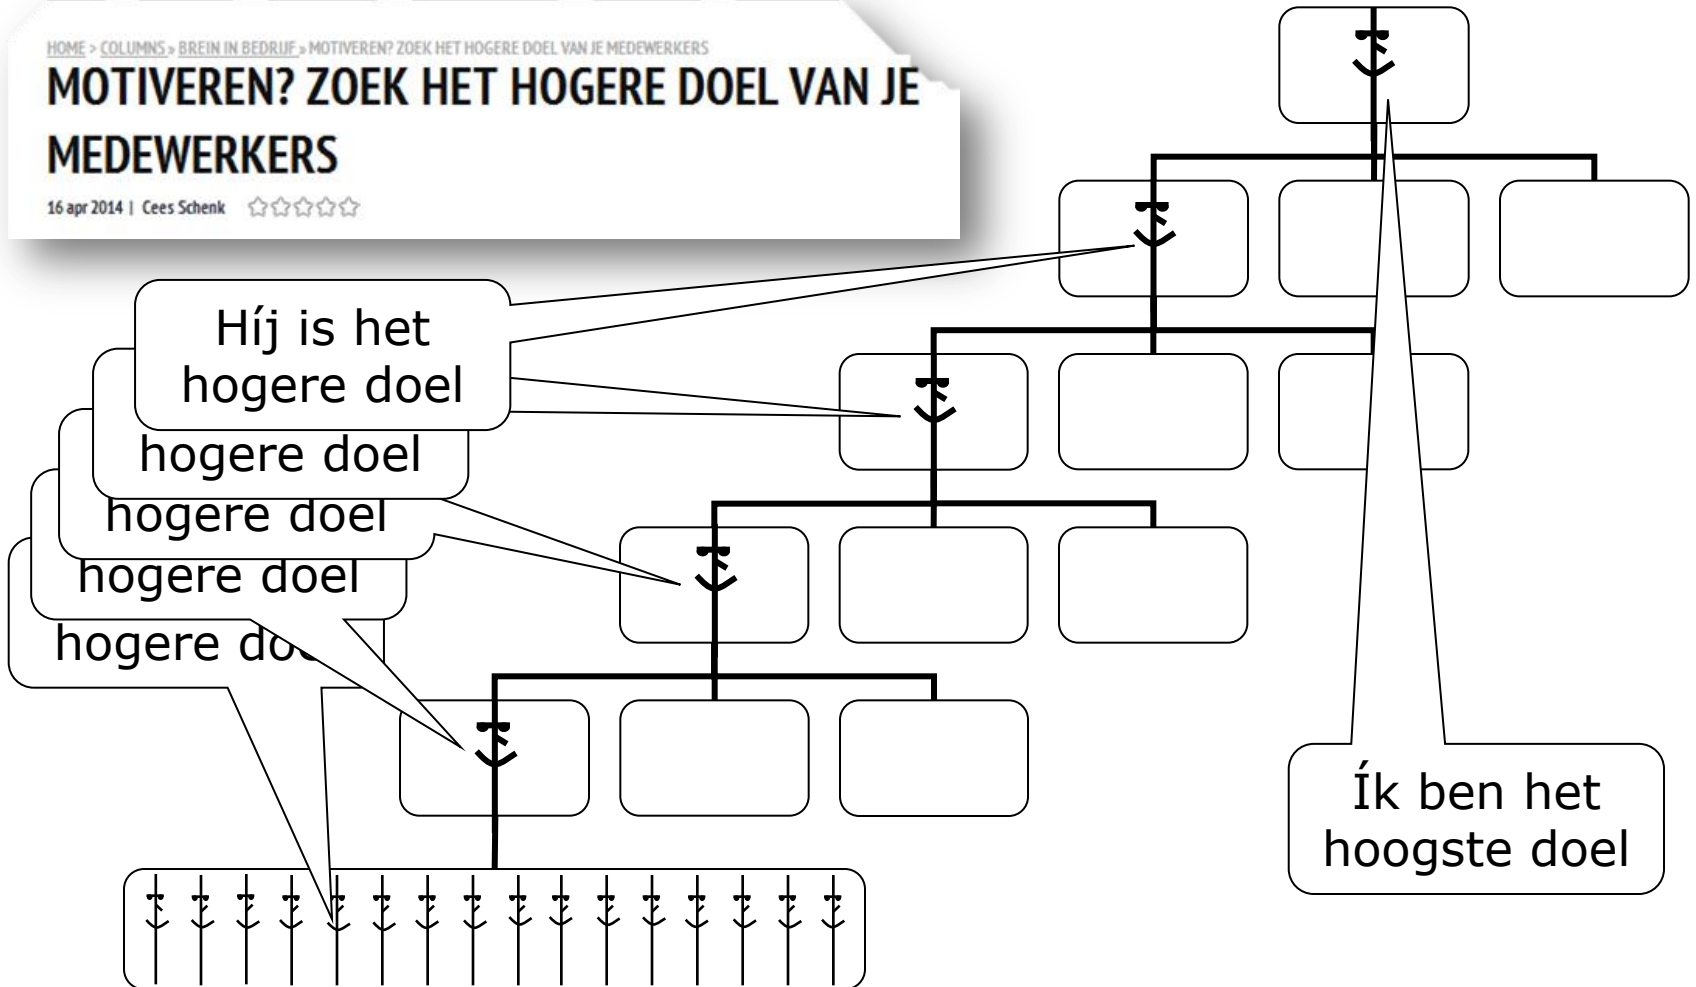 HOME > COLUMNS » BREIN IN BEDRIJF » MOTIVEREN? ZOEK HET HOGERE DOEL VAN JE MEDEWERKERS
MOTIVEREN? ZOEK HET HOGERE DOEL VAN JE
MEDEWERKERS
16 apr 2014 | Cees Schenk
Híj is het
hogere doel
hogere doel
hogere doel
hogere doel
hogere
Ík ben het
hoogste doel